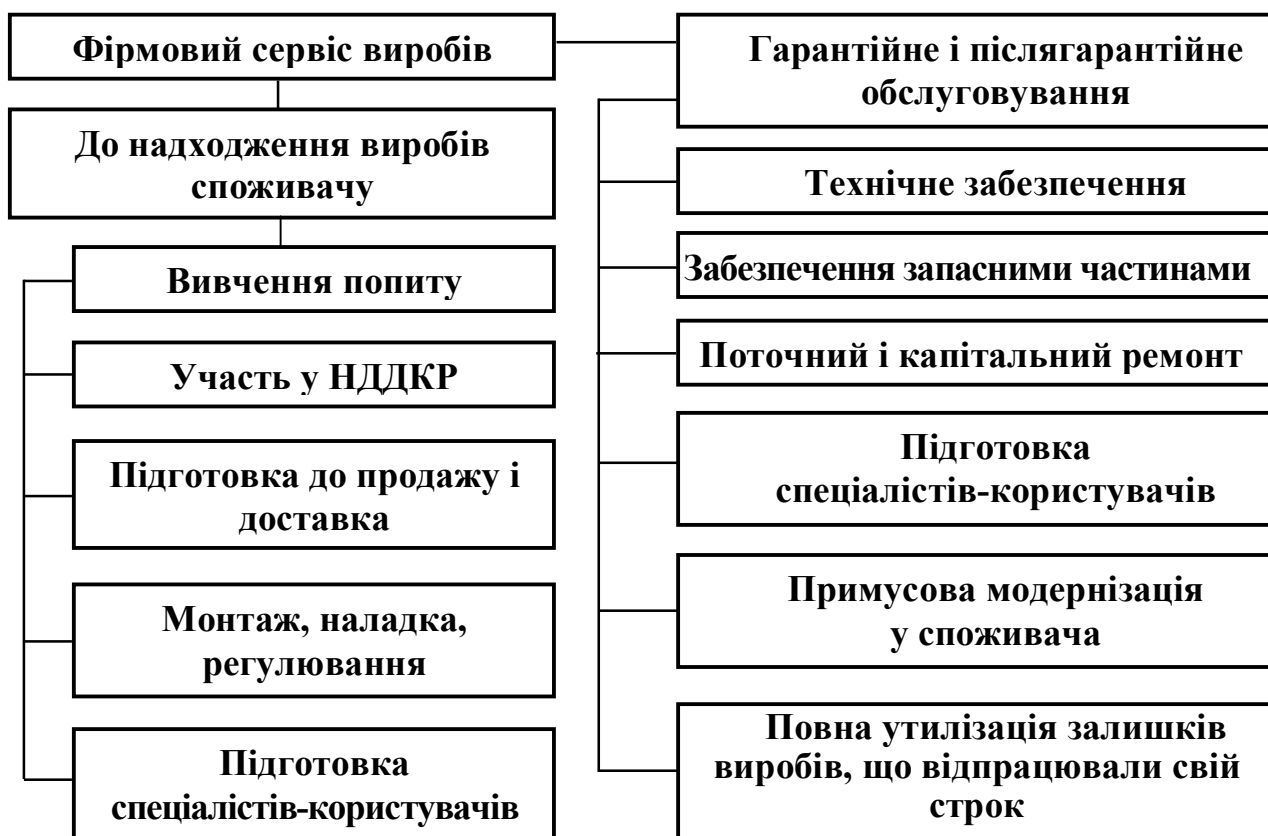 Фірмовий сервіс виробів
До надходження виробів
споживачу
Вивчення попиту
Участь у НДДКР
Підготовка до продажу і
доставка
Монтаж, наладка,
регулювання
Підготовка
спеціалістів-користувачів
Гарантійне і післягарантійне
обслуговування
Технічне забезпечення
Забезпечення запасними частинами
Поточний і капітальний ремонт
Підготовка
спеціалістів-користувачів
Примусова модернізація
у споживача
Повна утилізація залишків
виробів, що відпрацювали свій
строк